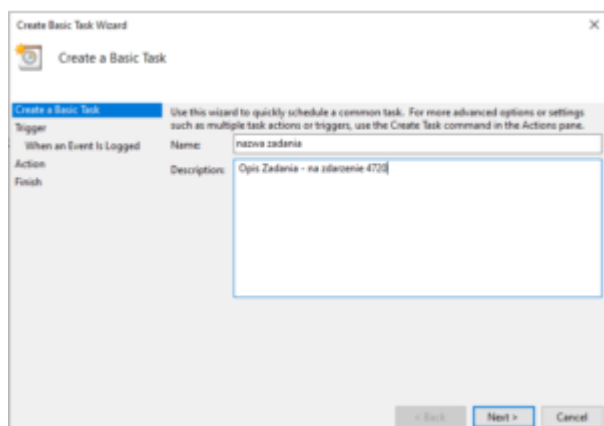 Create Basic Task Wizard
Create a Basic Task
Create a Basic Task
Trigger
When an Event Is Logged
Action
Finish
Use this wizard to quickly schedule a common task. For more advanced options or settings
such as multiple task actions or triggers, use the Create Task command in the Actions pane.
Name: nazwa zadania
Description: Opis Zadania - na zdarzenie 4720
< Back Next > Cancel